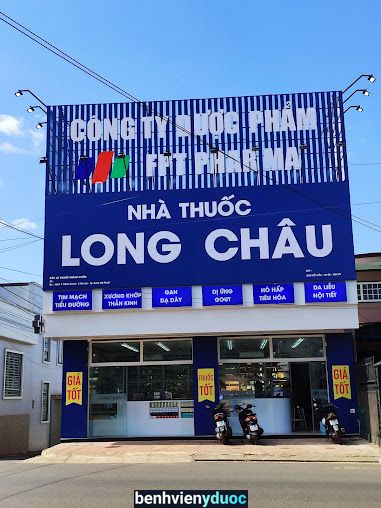 CÔNG TY DƯỢC PHẨM
FPT PHARMA
NHÀ THUỐC
LONG CHÂU
TIM MẠCH
TIỂU ĐƯỜNG
XƯƠNG KHỚP
THẦN KINH
GAN
DẠ DÀY
DỊ ỨNG
GOUT
HÔ HẤP
TIÊU HÓA
DA LIỄU
NỘI TIẾT
GIÁ
TỐT
THUỐC
TỐT
GIÁ
TỐT
benhvienyduoc